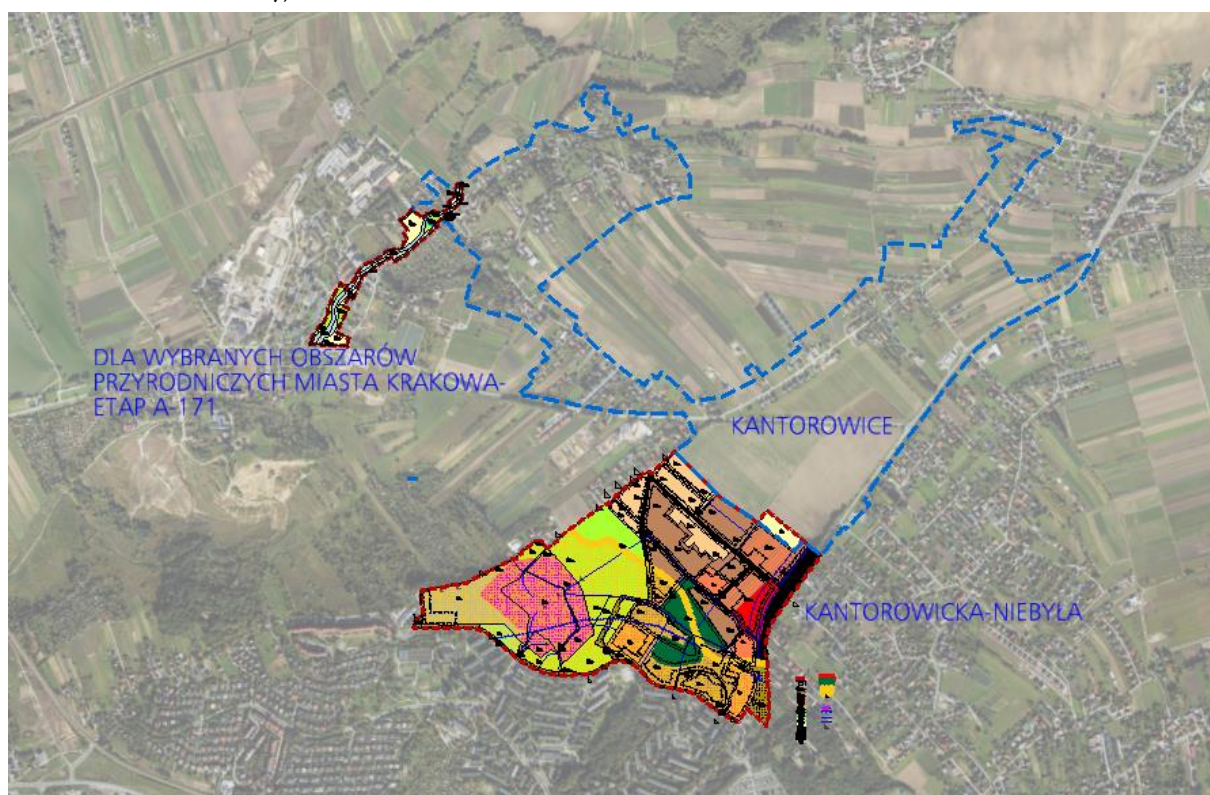 DLA WYBRANYCH OBSZARÓW
PRZYRODNICZYCH MIASTA KRAKOWA-
ETAP A-171
KANTOROWICE
KANTOROWICKA-NIEBYŁA